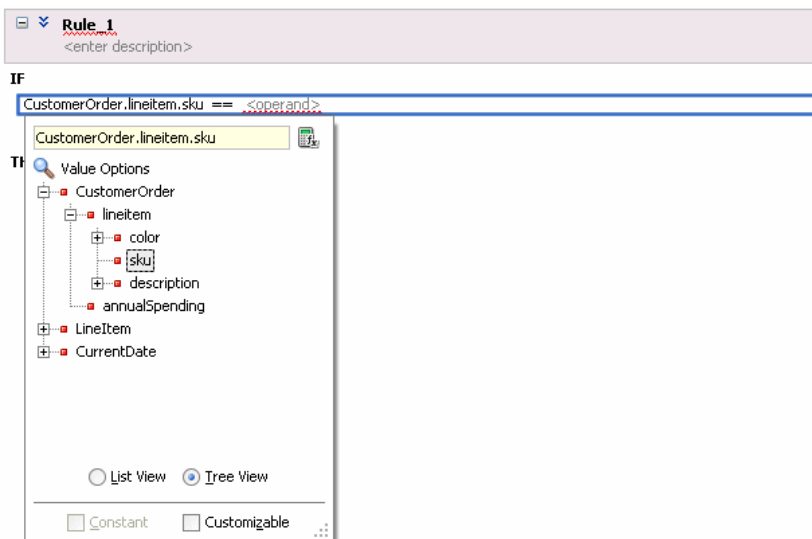 Rule_1
<enter description>
IF
CustomerOrder.lineitem.sku == <operand>
CustomerOrder.lineitem.sku
TH
Value Options
CustomerOrder
lineitem
color
sku
description
annualSpending
LineItem
CurrentDate
List View Tree View
Constant Customizable